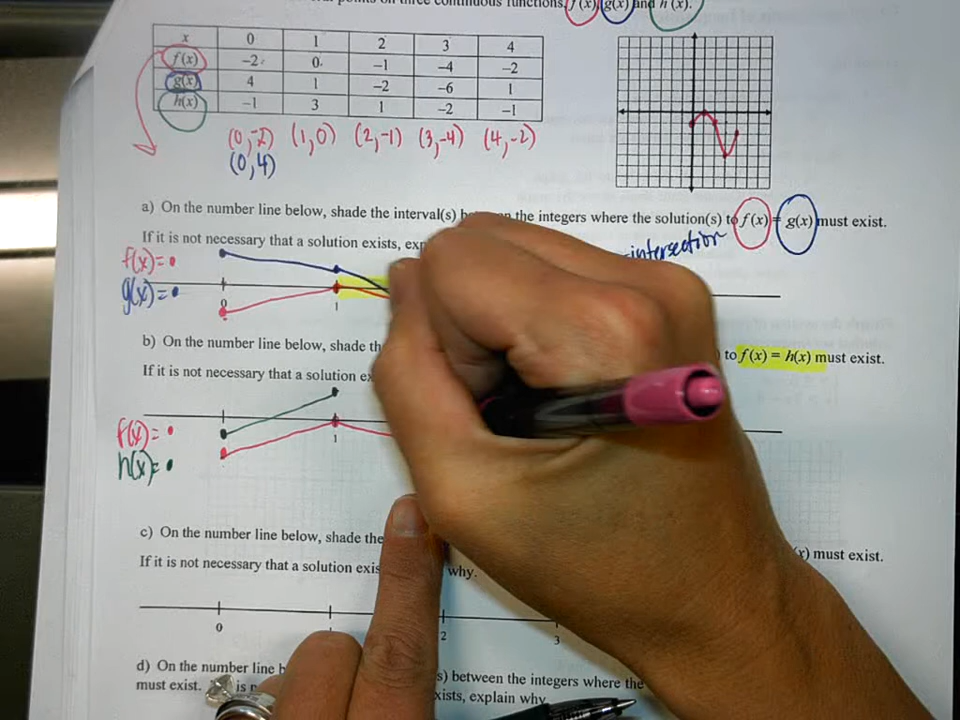 points on three continuous functions, f(x), g(x) and h(x).
x 0 1 2 3 4
f(x) −2 0 −1 −4 −2
g(x) 4 1 −2 −6 1
h(x) −1 3 1 −2 −1
(0,-2) (1,0) (2,-1) (3,-4) (4,-2)
(0,4)
a) On the number line below, shade the interval(s) the integers where the solution(s) to f(x) = g(x) must exist.
If it is not necessary that a solution exists,
intersection
f(x)=
g(x)=
0 1
b) On the number line below, shade to f(x) = h(x) must exist.
If it is not necessary that a solution
f(x)=
h(x)=
1
c) On the number line below, shade the must exist.
If it is not necessary that a solution why.
0 2 3
d) On the number line between the integers where the
must exist. is explain why